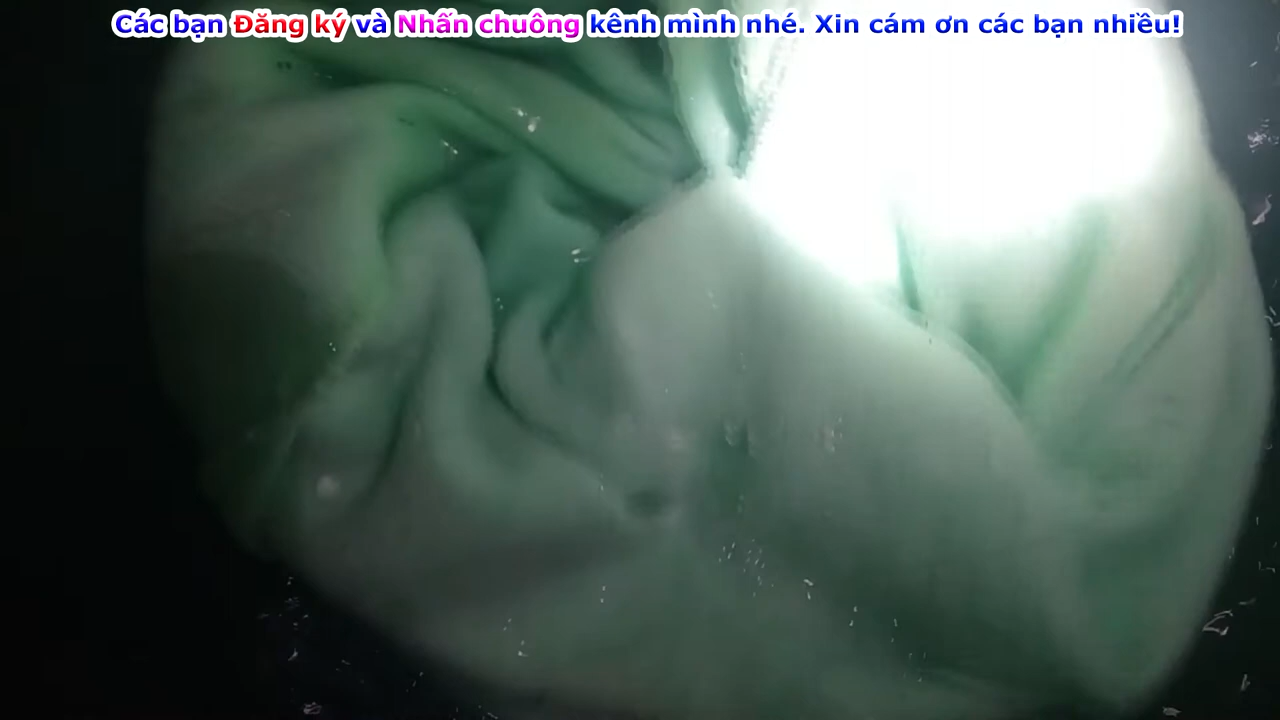 Các bạn Đăng ký và Nhấn chuông kênh mình nhé. Xin cám ơn các bạn nhiều!